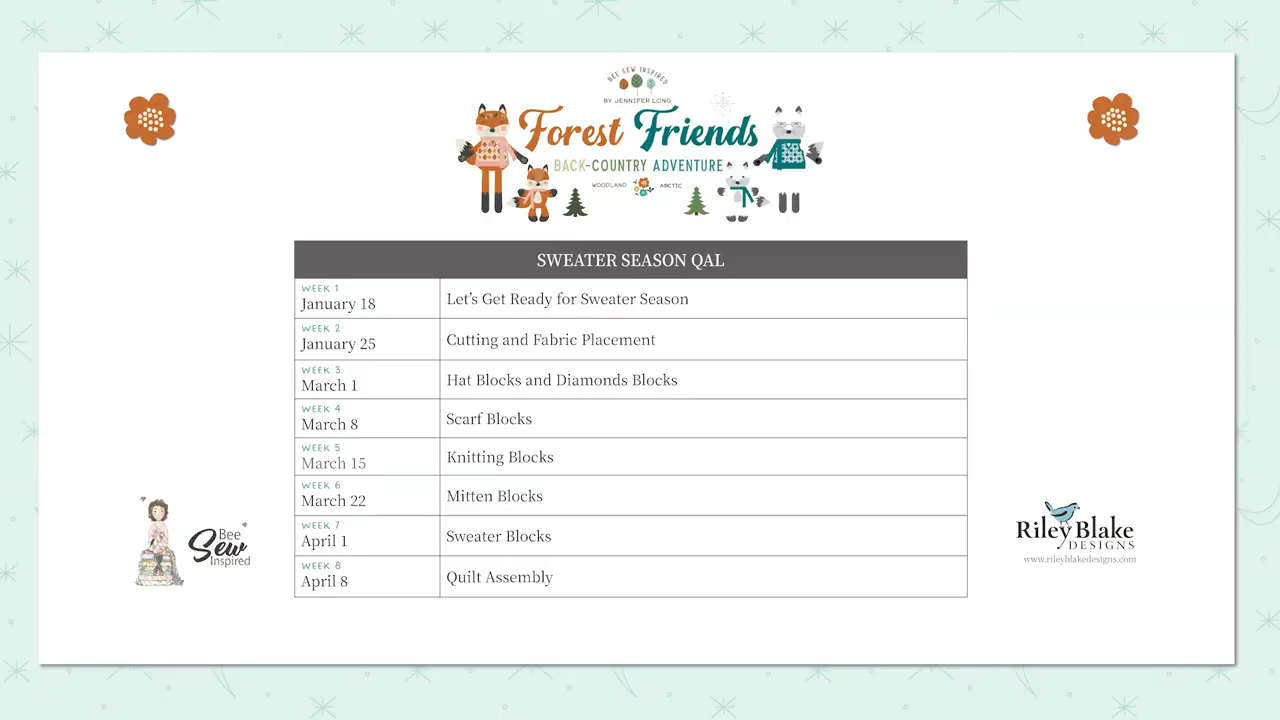 BEE SEW INSPIRED
BY JENNIFER LONG
Forest Friends
BACK-COUNTRY ADVENTURE
WOODLAND ARCTIC
SWEATER SEASON QAL
WEEK 1
January 18
Let's Get Ready for Sweater Season
WEEK 2
January 25
Cutting and Fabric Placement
WEEK 3
March 1
Hat Blocks and Diamonds Blocks
WEEK 4
March 8
Scarf Blocks
WEEK 5
March 15
Knitting Blocks
WEEK 6
March 22
Mitten Blocks
WEEK 7
April 1
Sweater Blocks
WEEK 8
April 8
Quilt Assembly
Bee
Sew
Inspired
Riley Blake
DESIGNS
www.rileyblakedesigns.com